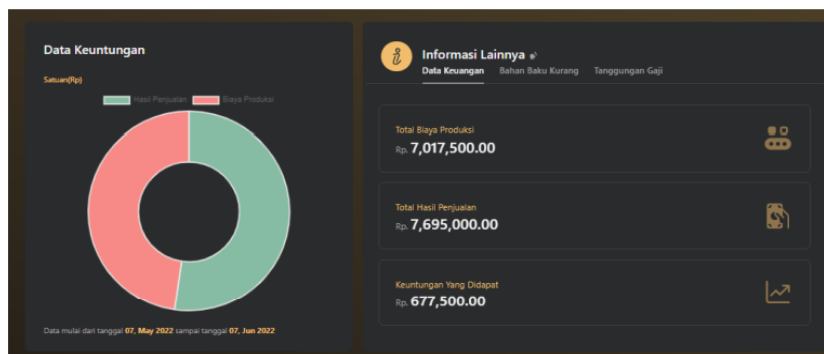 Data Keuntungan
Satuan(Rp)
Hasil Penjualan Biaya Produksi
Data mulai dari tanggal 07, May 2022 sampai tanggal 07, Jun 2022
Informasi Lainnya
Data Keuangan Bahan Baku Kurang Tanggungan Gaji
Total Biaya Produksi
Rp. 7,017,500.00
Total Hasil Penjualan
Rp. 7,695,000.00
Keuntungan Yang Didapat
Rp. 677,500.00